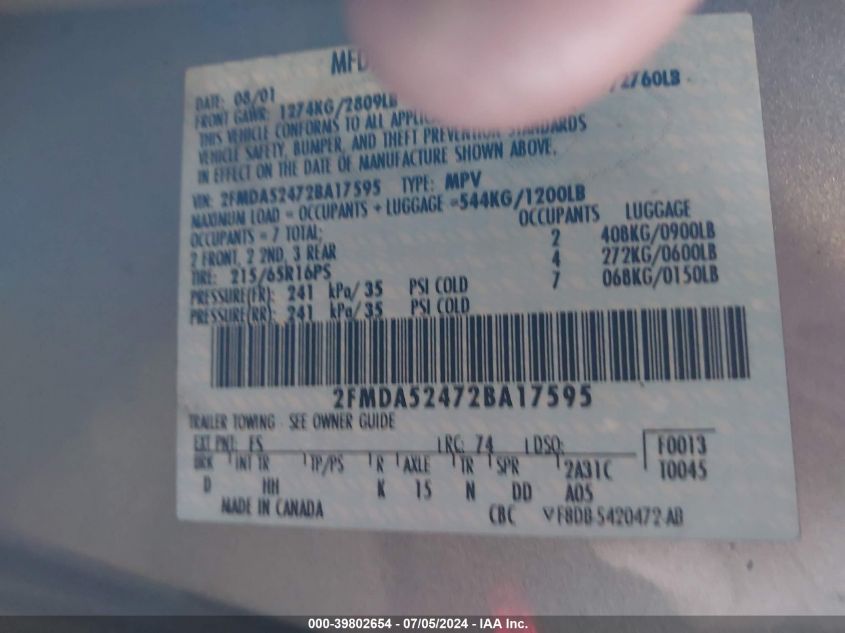 MFD
DATE: 08/01
FRONT GAWR: 1274KG/2809LB /2760LB
THIS VEHICLE CONFORMS TO ALL
VEHICLE SAFETY, BUMPER, AND THEFT PREVENTION STANDARDS
IN EFFECT ON THE DATE OF MANUFACTURE SHOWN ABOVE.
VIN: 2FMDA52472BA17595 TYPE: MPV
MAXIMUM LOAD = OCCUPANTS + LUGGAGE =544KG/1200LB
OCCUPANTS = 7 TOTAL; OCCUPANTS LUGGAGE
2 FRONT, 2 2ND, 3 REAR 2 408KG/0900LB
TIRE: 215/65R16PS 4 272KG/0600LB
PRESSURE(FR): 241 kPa/ 35 PSI COLD 7 068KG/0150LB
PRESSURE(RR): 241 kPa/ 35 PSI COLD
2FMDA52472BA17595
TRAILER TOWING - SEE OWNER GUIDE
EXT PNT: FS RC: 74 DSO: F0013
BRK INT TR TP/PS R AXLE TR SPR 2A31C T0045
D HH K 15 N DD A05
MADE IN CANADA CBC F8DB-5420472-AB
000-39802654 - 07/05/2024 - IAA Inc.